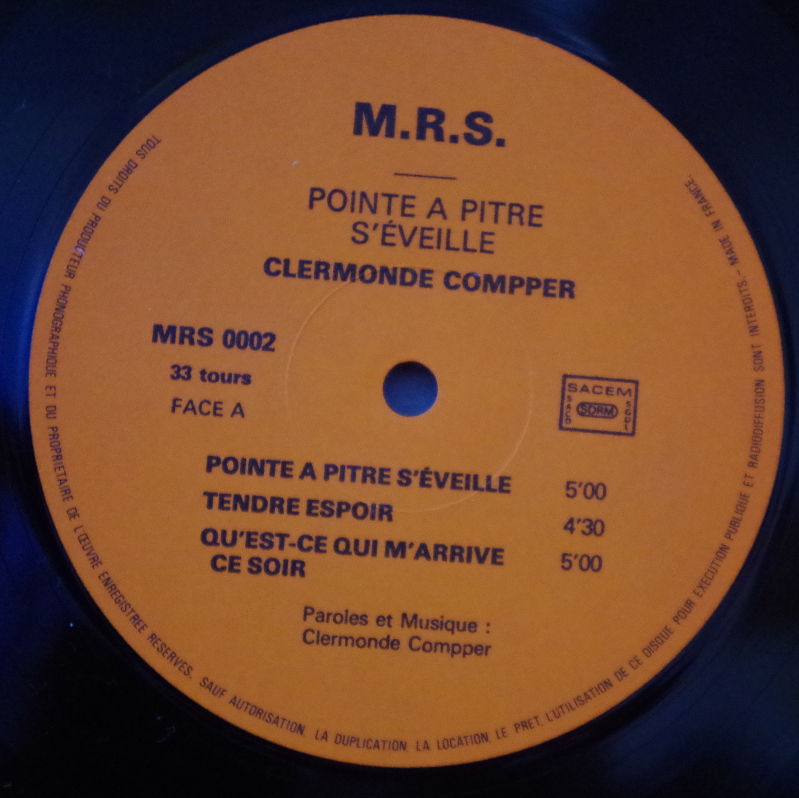 M.R.S.
POINTE A PITRE
S'ÉVEILLE
CLERMONDE COMPPER
MRS 0002
33 tours
FACE A
SACEM
SACD
SDRM
SGDL
POINTE A PITRE S'ÉVEILLE 5'00
TENDRE ESPOIR 4'30
QU'EST-CE QUI M'ARRIVE 5'00
CE SOIR
Paroles et Musique :
Clermonde Compper
TOUS DROITS DU PRODUCTEUR PHONOGRAPHIQUE ET DU PROPRIETAIRE DE L'ŒUVRE ENREGISTREE RESERVES. SAUF AUTORISATION, LA DUPLICATION, LA LOCATION, LE PRET, L'UTILISATION DE CE DISQUE POUR EXECUTION PUBLIQUE ET RADIODIFFUSION SONT INTERDITS. - MADE IN FRANCE.